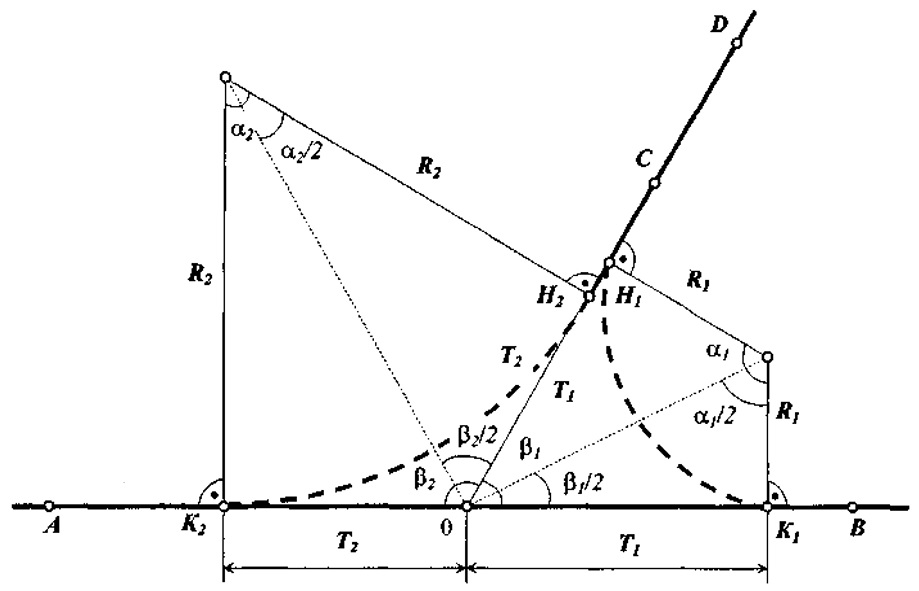 D
α₂
α₂/2
R₂
C
R₂
H₂
H₁
R₁
T₂
T₁
α₁
α₁/2
R₁
β₂/2
β₁
β₂
β₁/2
A
K₂
0
K₁
B
T₂
T₁